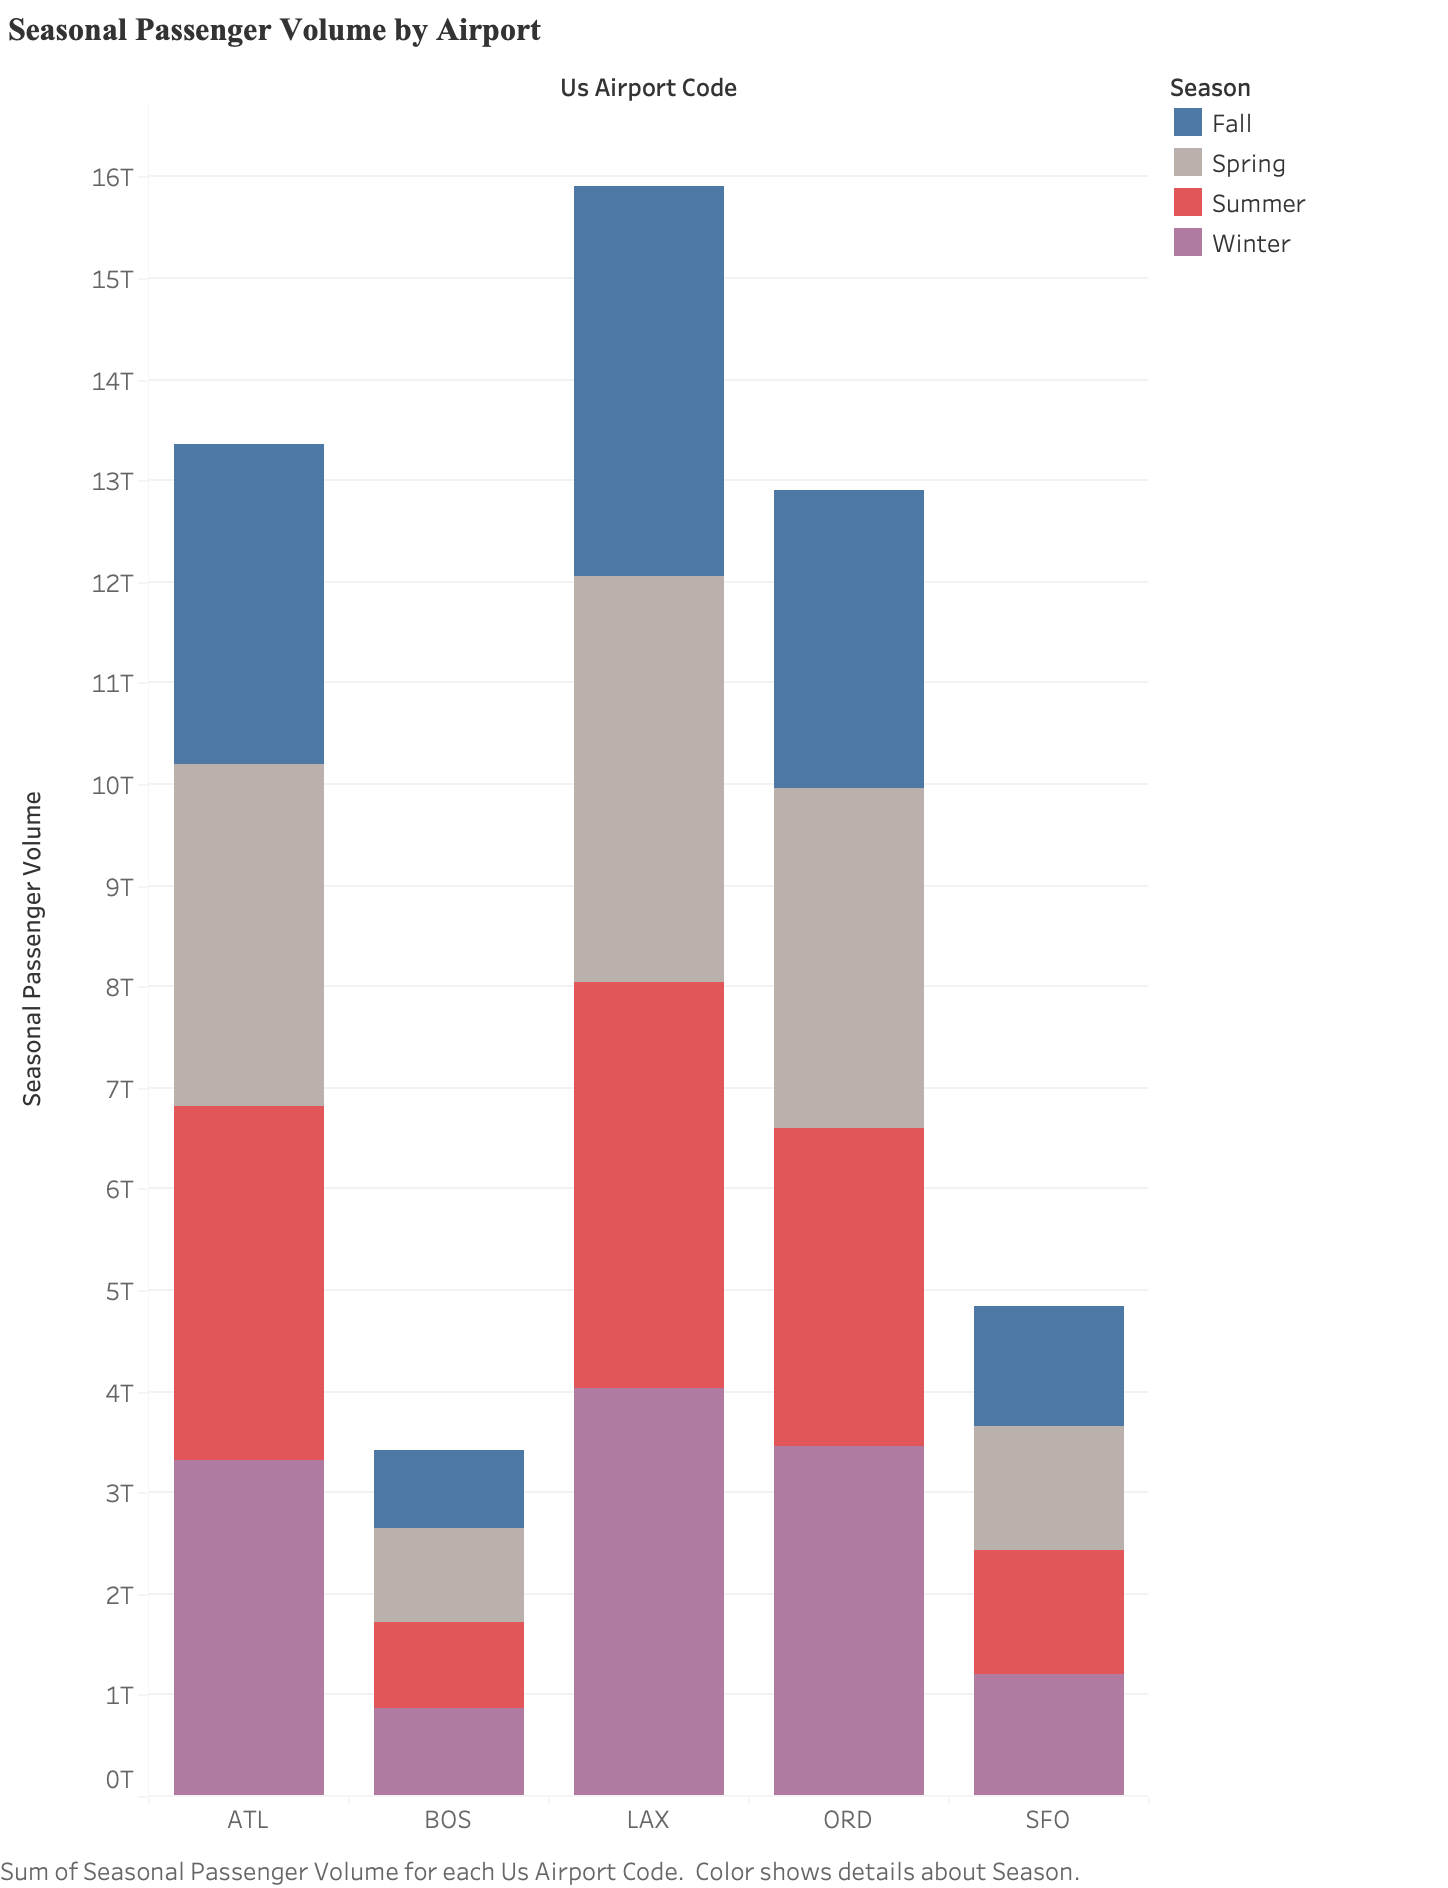 Seasonal Passenger Volume by Airport
Us Airport Code
Season
Fall
Spring
Summer
Winter
16T
15T
14T
13T
12T
11T
10T
9T
8T
7T
6T
5T
4T
3T
2T
1T
0T
Seasonal Passenger Volume
ATL BOS LAX ORD SFO
Sum of Seasonal Passenger Volume for each Us Airport Code.  Color shows details about Season.